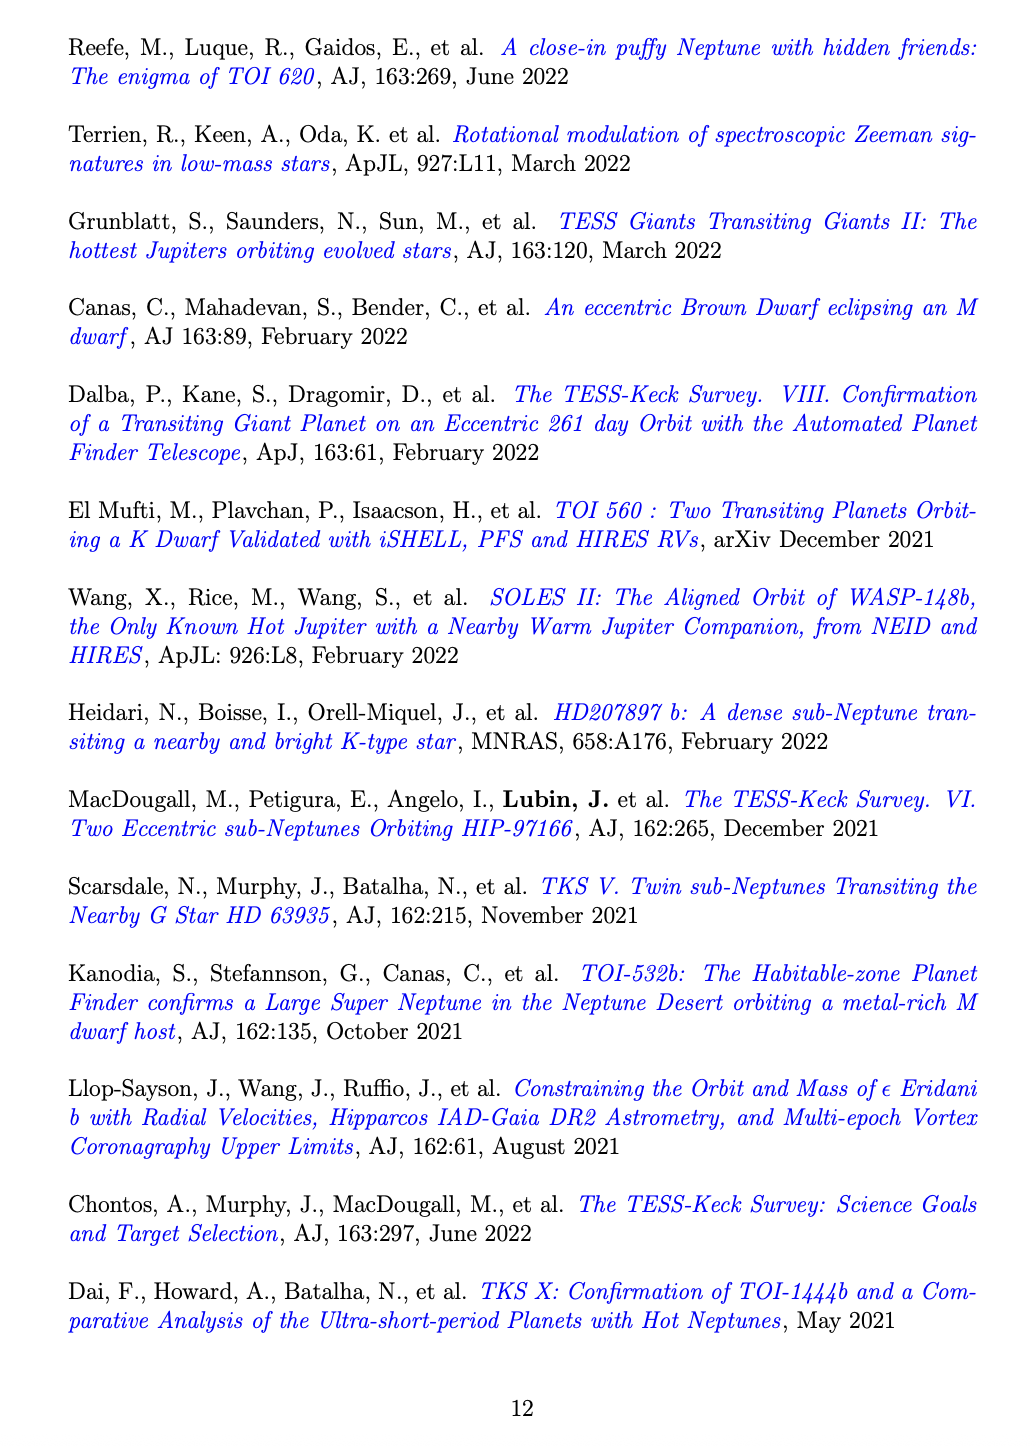 Reefe, M., Luque, R., Gaidos, E., et al. A close-in puffy Neptune with hidden friends:
The enigma of TOI 620, AJ, 163:269, June 2022
Terrien, R., Keen, A., Oda, K. et al. Rotational modulation of spectroscopic Zeeman sig-
natures in low-mass stars, ApJL, 927:L11, March 2022
Grunblatt, S., Saunders, N., Sun, M., et al. TESS Giants Transiting Giants II: The
hottest Jupiters orbiting evolved stars, AJ, 163:120, March 2022
Canas, C., Mahadevan, S., Bender, C., et al. An eccentric Brown Dwarf eclipsing an M
dwarf, AJ 163:89, February 2022
Dalba, P., Kane, S., Dragomir, D., et al. The TESS-Keck Survey. VIII. Confirmation
of a Transiting Giant Planet on an Eccentric 261 day Orbit with the Automated Planet
Finder Telescope, ApJ, 163:61, February 2022
El Mufti, M., Plavchan, P., Isaacson, H., et al. TOI 560 : Two Transiting Planets Orbit-
ing a K Dwarf Validated with iSHELL, PFS and HIRES RVs, arXiv December 2021
Wang, X., Rice, M., Wang, S., et al. SOLES II: The Aligned Orbit of WASP-148b,
the Only Known Hot Jupiter with a Nearby Warm Jupiter Companion, from NEID and
HIRES, ApJL: 926:L8, February 2022
Heidari, N., Boisse, I., Orell-Miquel, J., et al. HD207897 b: A dense sub-Neptune tran-
siting a nearby and bright K-type star, MNRAS, 658:A176, February 2022
MacDougall, M., Petigura, E., Angelo, I., Lubin, J. et al. The TESS-Keck Survey. VI.
Two Eccentric sub-Neptunes Orbiting HIP-97166, AJ, 162:265, December 2021
Scarsdale, N., Murphy, J., Batalha, N., et al. TKS V. Twin sub-Neptunes Transiting the
Nearby G Star HD 63935, AJ, 162:215, November 2021
Kanodia, S., Stefannson, G., Canas, C., et al. TOI-532b: The Habitable-zone Planet
Finder confirms a Large Super Neptune in the Neptune Desert orbiting a metal-rich M
dwarf host, AJ, 162:135, October 2021
Llop-Sayson, J., Wang, J., Ruffio, J., et al. Constraining the Orbit and Mass of ϵ Eridani
b with Radial Velocities, Hipparcos IAD-Gaia DR2 Astrometry, and Multi-epoch Vortex
Coronagraphy Upper Limits, AJ, 162:61, August 2021
Chontos, A., Murphy, J., MacDougall, M., et al. The TESS-Keck Survey: Science Goals
and Target Selection, AJ, 163:297, June 2022
Dai, F., Howard, A., Batalha, N., et al. TKS X: Confirmation of TOI-1444b and a Com-
parative Analysis of the Ultra-short-period Planets with Hot Neptunes, May 2021
12